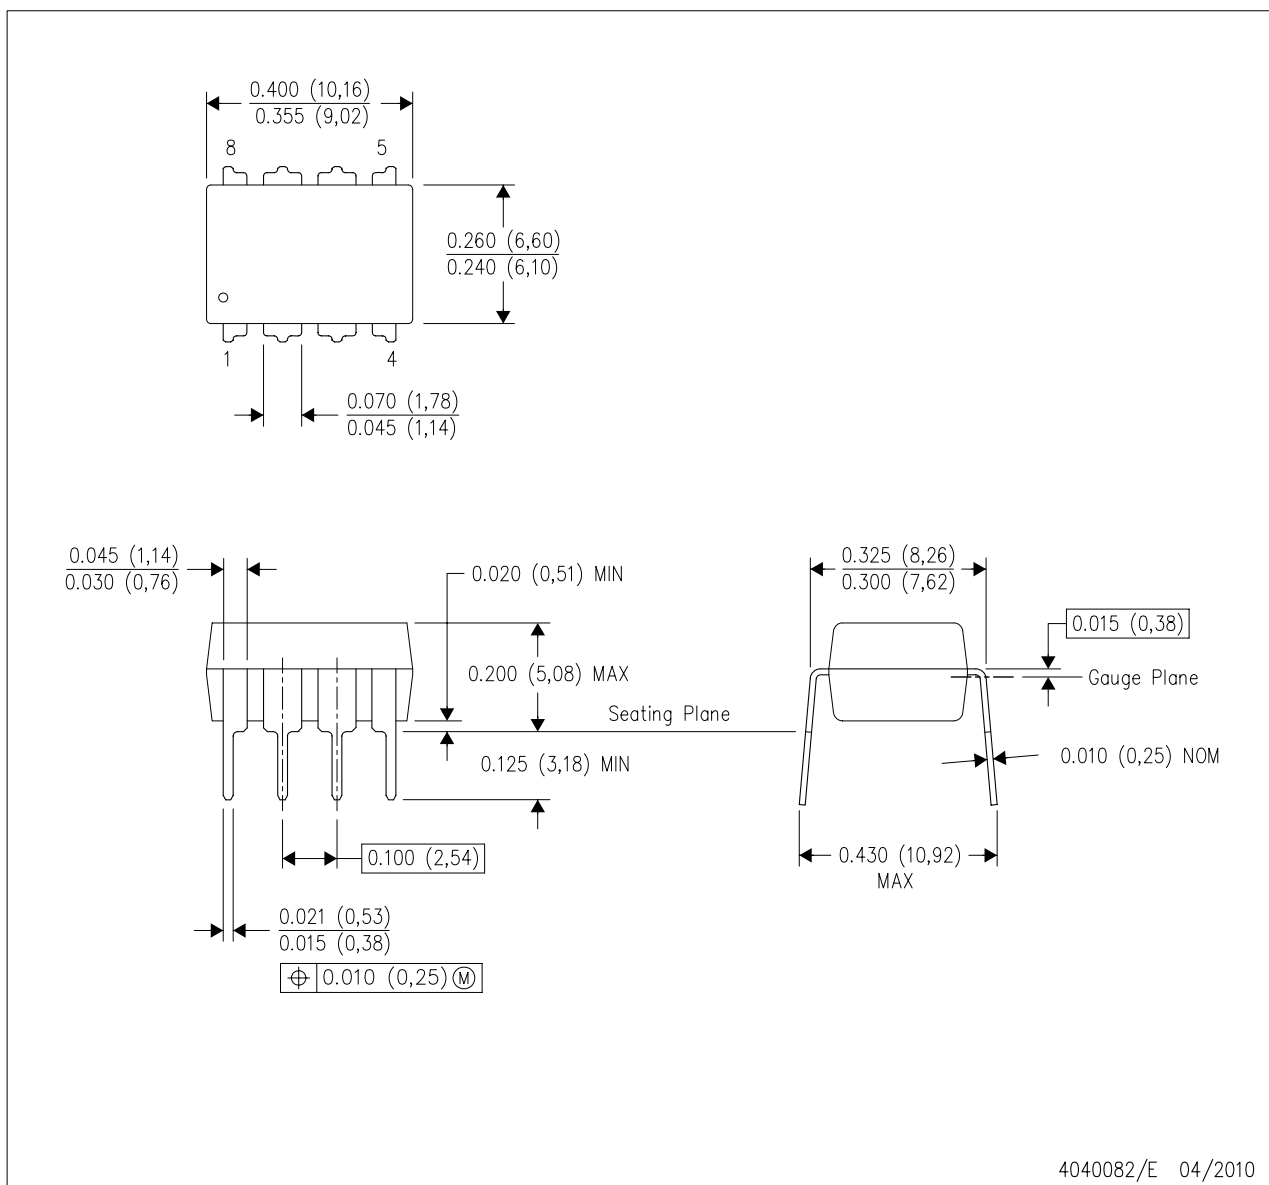 0.400 (10,16)
0.355 (9,02)
8
5
0.260 (6,60)
0.240 (6,10)
1
4
0.070 (1,78)
0.045 (1,14)
0.045 (1,14)
0.030 (0,76)
0.020 (0,51) MIN
0.325 (8,26)
0.300 (7,62)
0.015 (0,38)
0.200 (5,08) MAX
Gauge Plane
Seating Plane
0.125 (3,18) MIN
0.010 (0,25) NOM
0.100 (2,54)
0.430 (10,92)
MAX
0.021 (0,53)
0.015 (0,38)
⌖ 0.010 (0,25) Ⓜ
4040082/E 04/2010